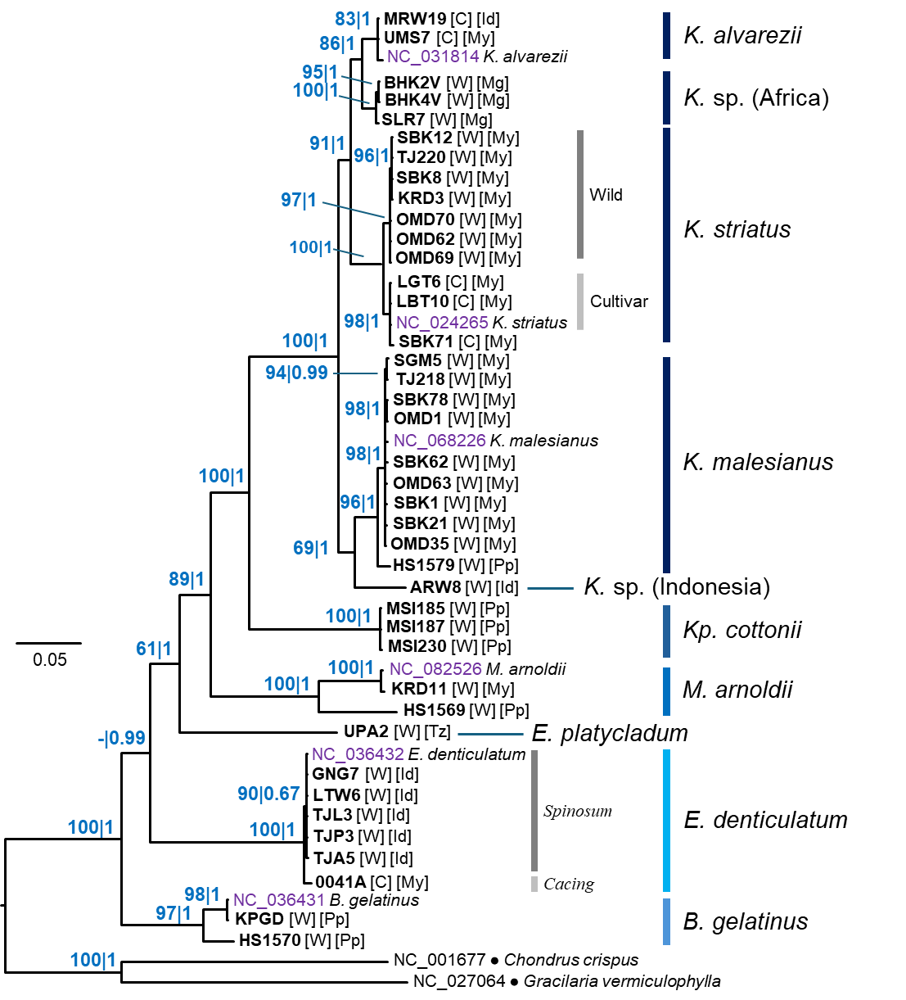 83|1
MRW19 [C] [Id]
K. alvarezii
86|1
UMS7 [C] [My]
NC_031814 K. alvarezii
95|1
BHK2V [W] [Mg]
100|1
BHK4V [W] [Mg]
K. sp. (Africa)
SLR7 [W] [Mg]
91|1
96|1
SBK12 [W] [My]
TJ220 [W] [My]
SBK8 [W] [My]
Wild
97|1
KRD3 [W] [My]
OMD70 [W] [My]
K. striatus
100|1
OMD62 [W] [My]
OMD69 [W] [My]
LGT6 [C] [My]
LBT10 [C] [My]
Cultivar
98|1
NC_024265 K. striatus
SBK71 [C] [My]
100|1
SGM5 [W] [My]
94|0.99
TJ218 [W] [My]
98|1
SBK78 [W] [My]
OMD1 [W] [My]
NC_068226 K. malesianus
98|1
SBK62 [W] [My]
K. malesianus
100|1
OMD63 [W] [My]
96|1
SBK1 [W] [My]
SBK21 [W] [My]
69|1
OMD35 [W] [My]
HS1579 [W] [Pp]
89|1
ARW8 [W] [Id]
K. sp. (Indonesia)
100|1
MSI185 [W] [Pp]
MSI187 [W] [Pp]
Kp. cottonii
MSI230 [W] [Pp]
0.05
61|1
100|1
NC_082526 M. arnoldii
100|1
KRD11 [W] [My]
M. arnoldii
HS1569 [W] [Pp]
-|0.99
UPA2 [W] [Tz]
E. platycladum
NC_036432 E. denticulatum
GNG7 [W] [Id]
90|0.67
LTW6 [W] [Id]
Spinosum
TJL3 [W] [Id]
E. denticulatum
100|1
100|1
TJP3 [W] [Id]
TJA5 [W] [Id]
0041A [C] [My]
Cacing
98|1
NC_036431 B. gelatinus
97|1
KPGD [W] [Pp]
B. gelatinus
HS1570 [W] [Pp]
100|1
NC_001677 ● Chondrus crispus
NC_027064 ● Gracilaria vermiculophylla